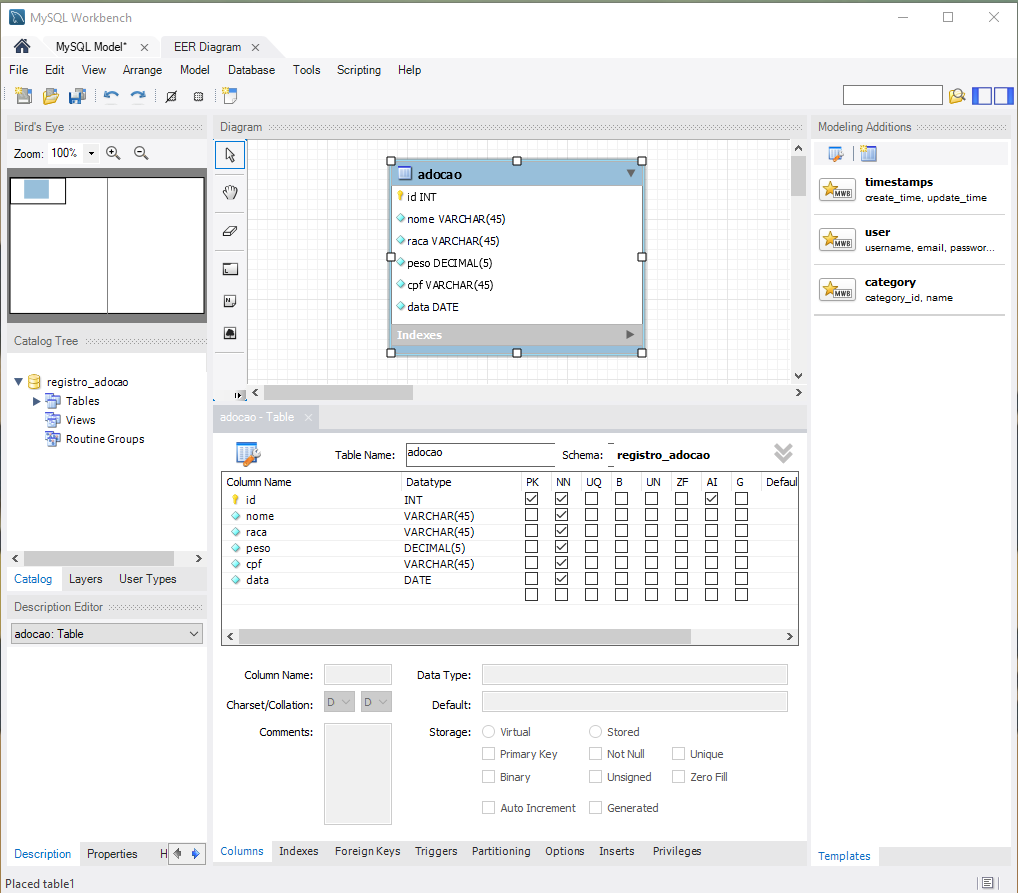 MySQL Workbench
MySQL Model* EER Diagram
File Edit View Arrange Model Database Tools Scripting Help
Bird's Eye
Zoom: 100%
Catalog Tree
registro_adocao
Tables
Views
Routine Groups
Catalog Layers User Types
Description Editor
adocao: Table
Description Properties H
Diagram
adocao
id INT
nome VARCHAR(45)
raca VARCHAR(45)
peso DECIMAL(5)
cpf VARCHAR(45)
data DATE
Indexes
adocao - Table
Table Name: adocao Schema: registro_adocao
Column Name Datatype PK NN UQ B UN ZF AI G Defaul
id INT
nome VARCHAR(45)
raca VARCHAR(45)
peso DECIMAL(5)
cpf VARCHAR(45)
data DATE
Column Name: Data Type:
Charset/Collation: D D Default:
Comments: Storage: Virtual Stored
Primary Key Not Null Unique
Binary Unsigned Zero Fill
Auto Increment Generated
Columns Indexes Foreign Keys Triggers Partitioning Options Inserts Privileges
Modeling Additions
MWB timestamps
create_time, update_time
MWB user
username, email, passwor...
MWB category
category_id, name
Templates
Placed table1